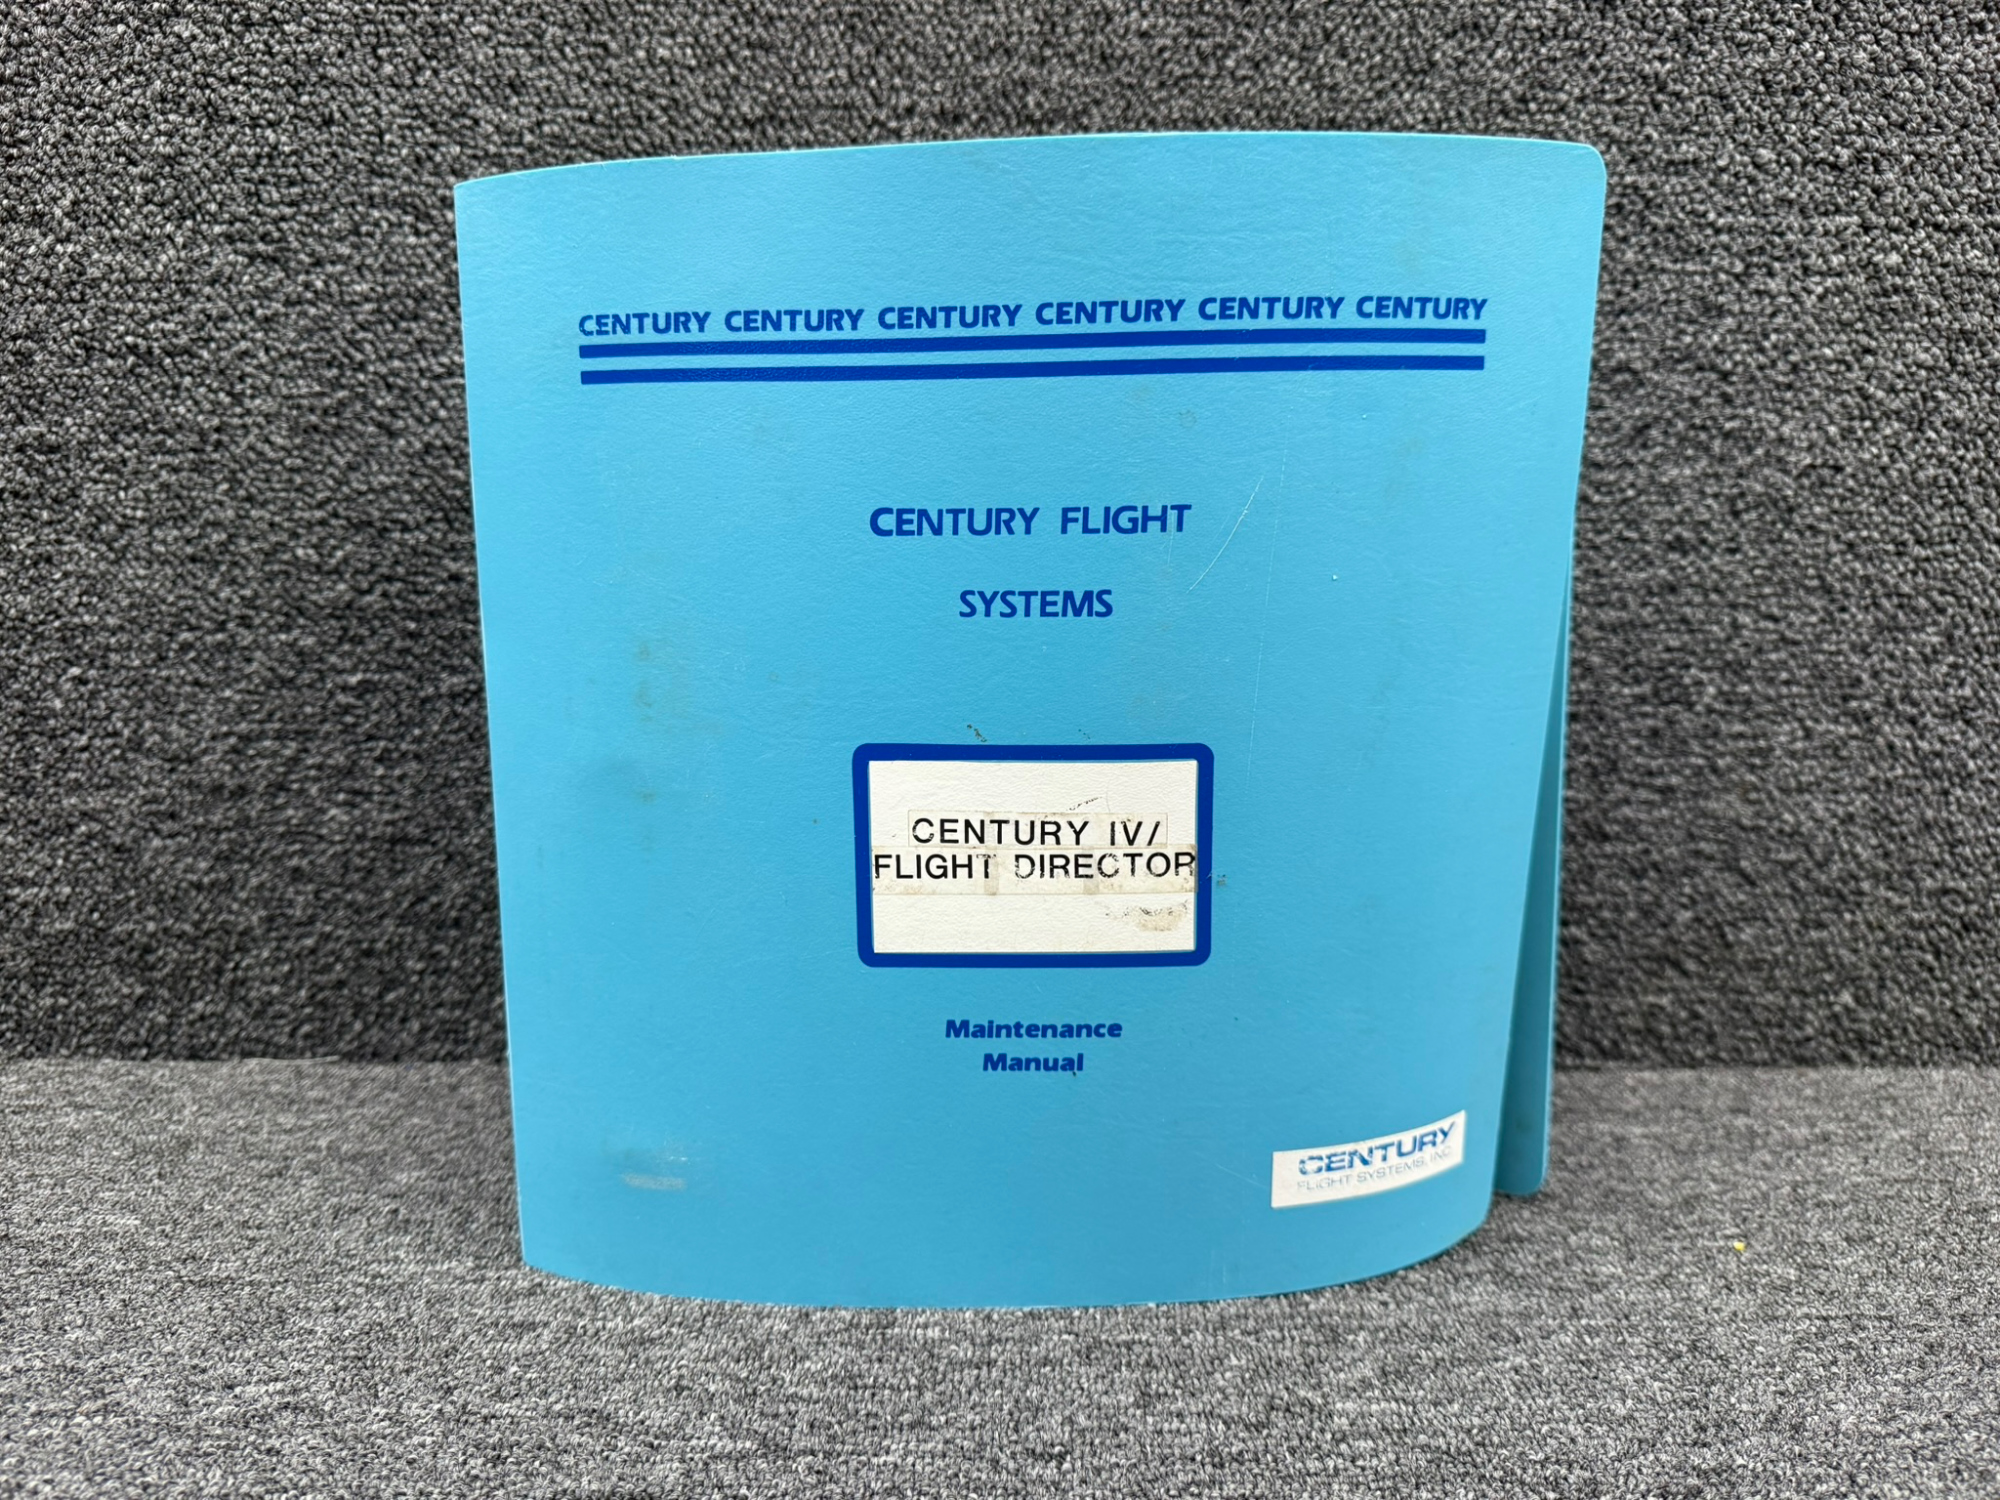 CENTURY CENTURY CENTURY CENTURY CENTURY CENTURY
CENTURY FLIGHT
SYSTEMS
CENTURY IV/
FLIGHT DIRECTOR
Maintenance
Manual
CENTURY
FLIGHT SYSTEMS, INC